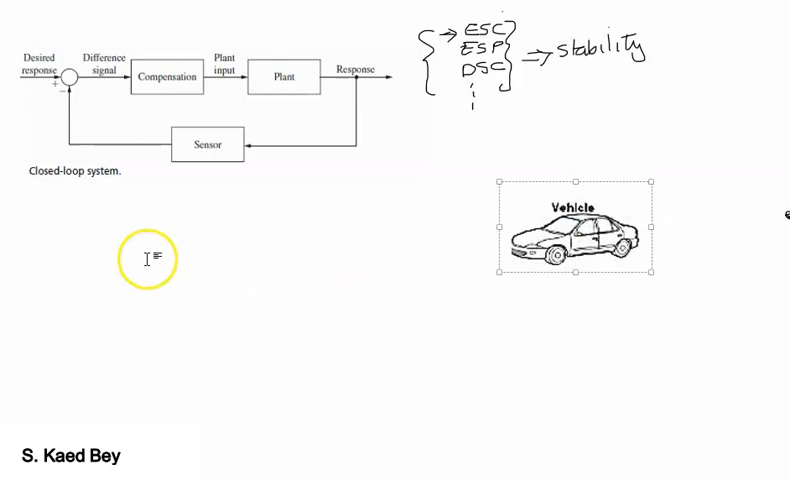 Desired response
Difference signal
Compensation
Plant input
Plant
Response
+
−
Sensor
Closed-loop system.
ESC
ESP
DSC
⇒ stability
Vehicle
S. Kaed Bey